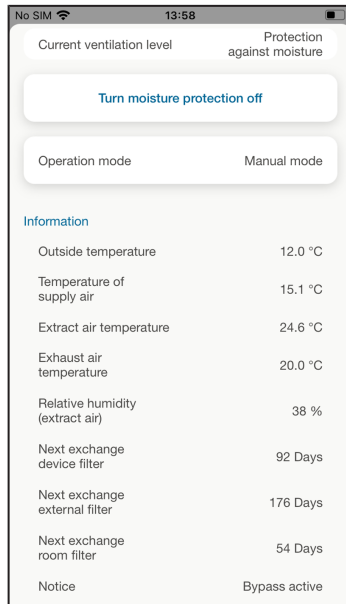 No SIM 13:58
Current ventilation level
Protection
against moisture
Turn moisture protection off
Operation mode Manual mode
Information
Outside temperature 12.0 °C
Temperature of
supply air
15.1 °C
Extract air temperature 24.6 °C
Exhaust air
temperature
20.0 °C
Relative humidity
(extract air)
38 %
Next exchange
device filter
92 Days
Next exchange
external filter
176 Days
Next exchange
room filter
54 Days
Notice Bypass active